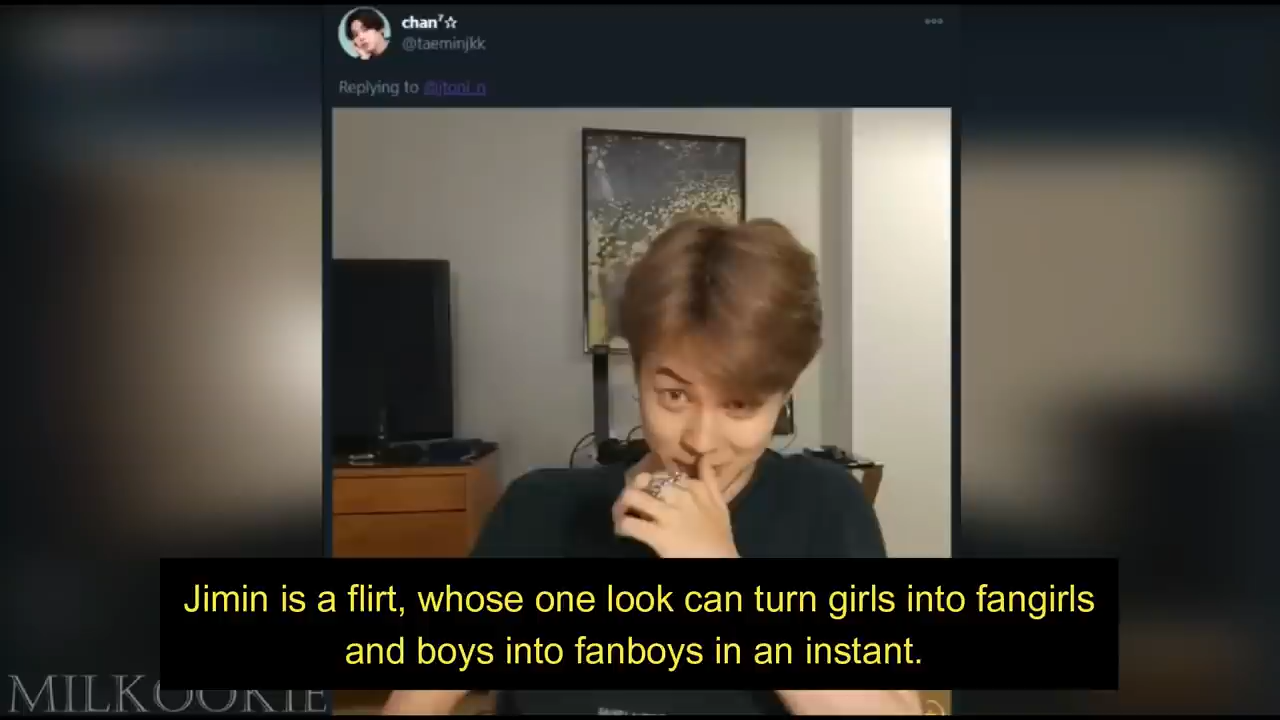 chan⁷☆
@taeminjkk
Replying to
Jimin is a flirt, whose one look can turn girls into fangirls
and boys into fanboys in an instant.
MILKOOKIE